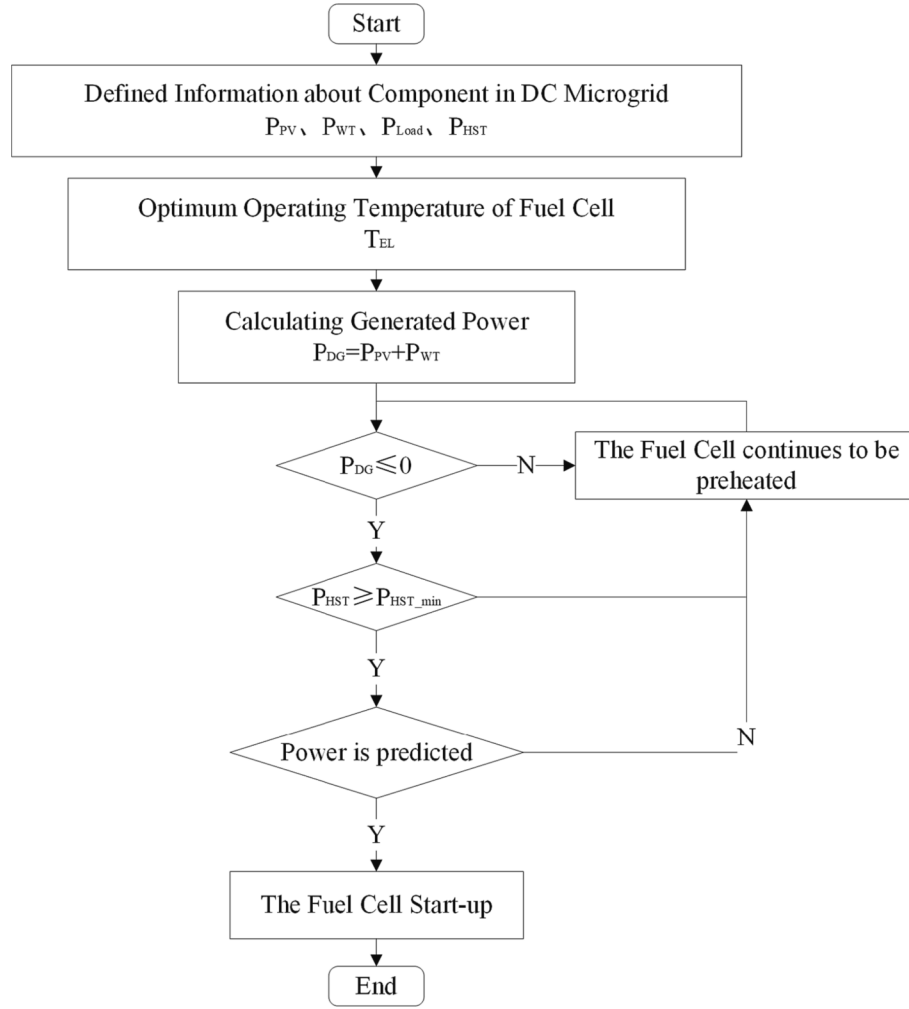 Start
Defined Information about Component in DC Microgrid
PPV、PWT、PLoad、PHST
Optimum Operating Temperature of Fuel Cell
TEL
Calculating Generated Power
PDG=PPV+PWT
PDG≤0
N
The Fuel Cell continues to be
preheated
Y
PHST≥PHST_min
Y
Power is predicted
N
Y
The Fuel Cell Start-up
End